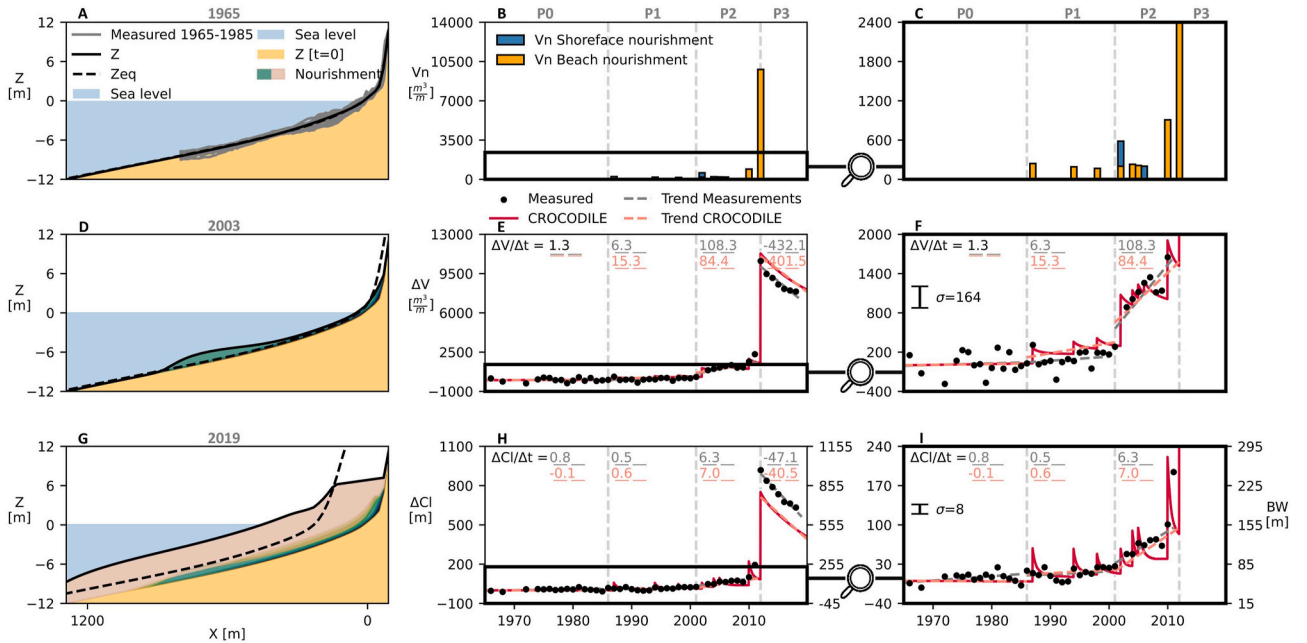 A 1965
12
6
0
−6
−12
Z
[m]
Measured 1965-1985
Z
Zeq
Sea level
Sea level
Z [t=0]
Nourishment
B P0 P1 P2 P3
14000
10500
7000
3500
0
Vn
[m³/m]
Vn Shoreface nourishment
Vn Beach nourishment
C P0 P1 P2 P3
2400
1800
1200
600
0
Measured
CROCODILE
Trend Measurements
Trend CROCODILE
D 2003
12
6
0
−6
−12
Z
[m]
E
13000
9500
6000
2500
−1000
ΔV
[m³/m]
ΔV/Δt = 1.3 6.3 108.3 -432.1
15.3 84.4 -401.5
F
2000
1400
800
200
−400
ΔV/Δt = 1.3 6.3 108.3
15.3 84.4
σ=164
G 2019
12
6
0
−6
−12
Z
[m]
1200 0
X [m]
H
1100
800
500
200
−100
ΔCl
[m]
ΔCl/Δt = 0.8 0.5 6.3 -47.1
-0.1 0.6 7.0 -40.5
1155
855
555
255
-45
1970 1980 1990 2000 2010
I
240
170
100
30
−40
ΔCl/Δt = 0.8 0.5 6.3
-0.1 0.6 7.0
σ=8
295
225
155
85
15
BW
[m]
1970 1980 1990 2000 2010